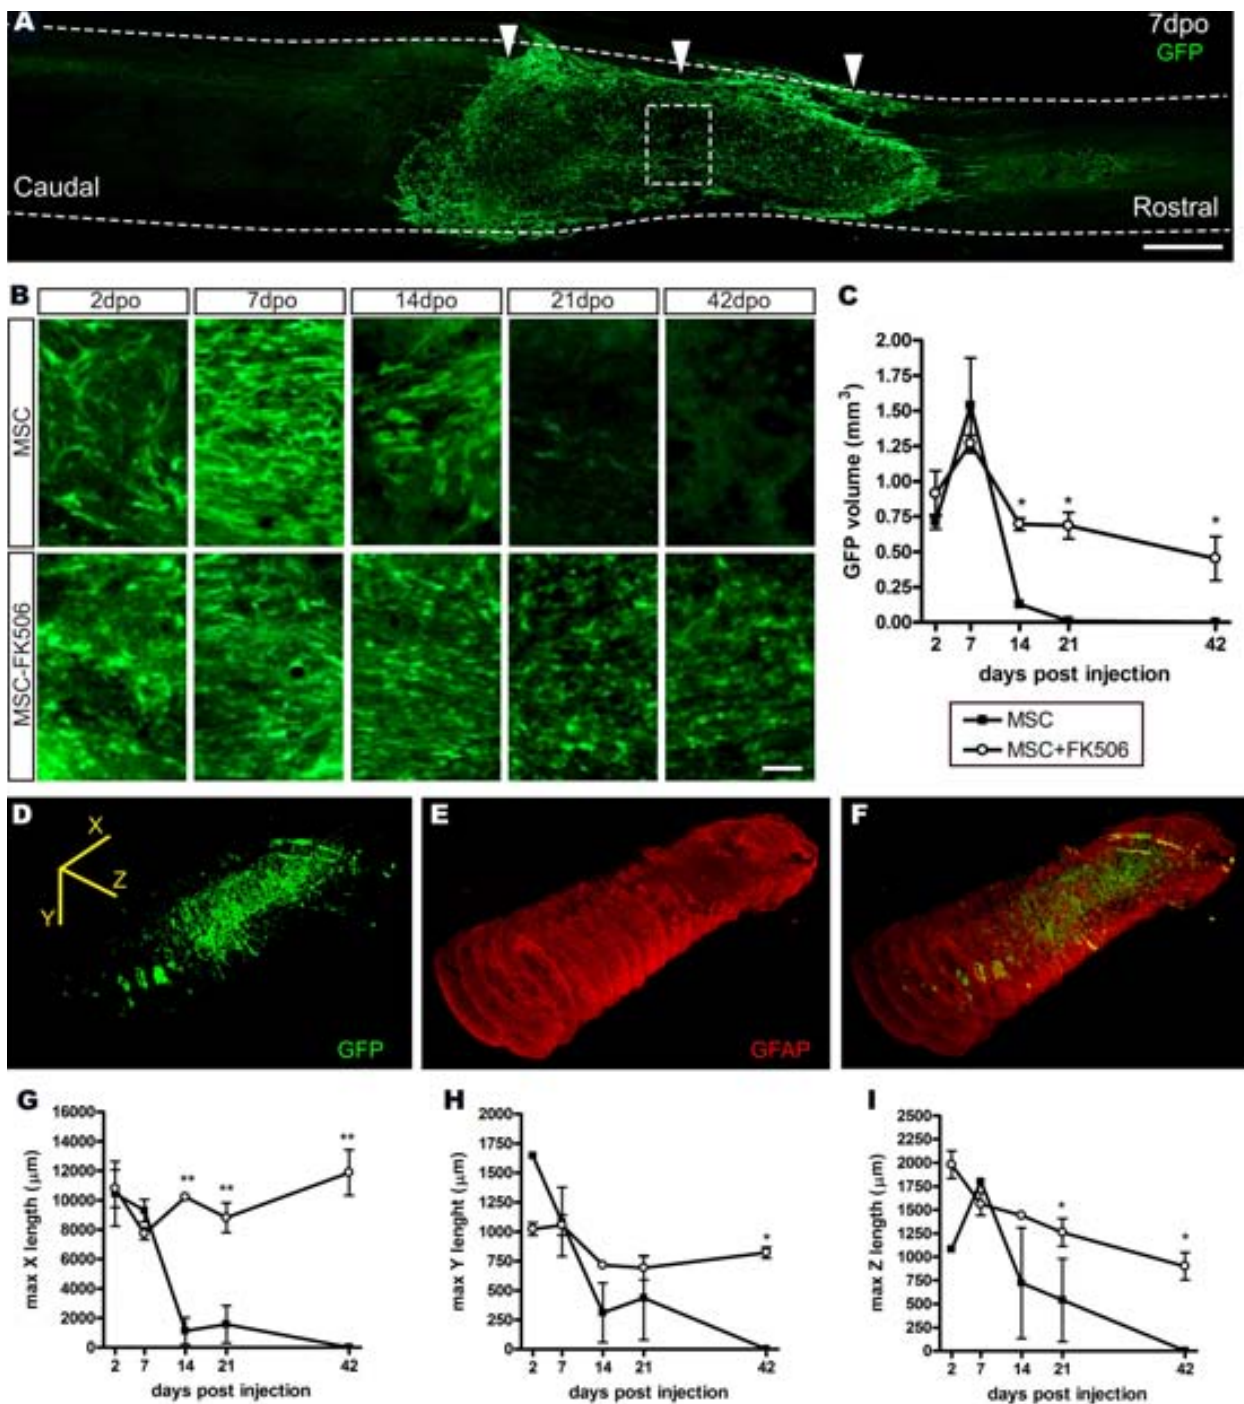 A
7dpo
GFP
Caudal
Rostral
B
2dpo
7dpo
14dpo
21dpo
42dpo
MSC
MSC-FK506
C
2.00
1.75
1.50
1.25
1.00
0.75
0.50
0.25
0.00
GFP volume (mm³)
* * *
2 7 14 21 42
days post injection
MSC
MSC+FK506
D
X
Z
Y
GFP
E
GFAP
F
G
16000
14000
12000
10000
8000
6000
4000
2000
0
max X length (µm)
** ** **
2 7 14 21 42
days post injection
H
2000
1750
1500
1250
1000
750
500
250
0
max Y lenght (µm)
*
2 7 14 21 42
days post injection
I
2500
2250
2000
1750
1500
1250
1000
750
500
250
0
max Z length (µm)
* *
2 7 14 21 42
days post injection